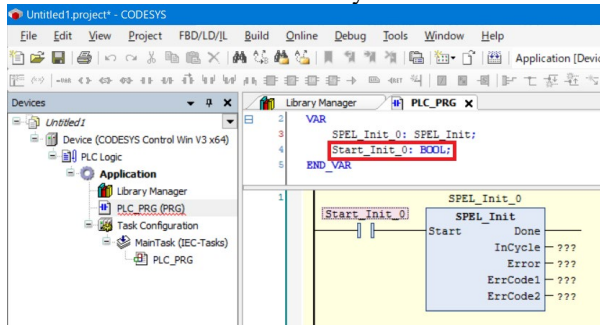 Untitled1.project* - CODESYS
File Edit View Project FBD/LD/IL Build Online Debug Tools Window Help
Application [Devi
Devices
Library Manager
PLC_PRG
Untitled1
Device (CODESYS Control Win V3 x64)
PLC Logic
Application
Library Manager
PLC_PRG (PRG)
Task Configuration
MainTask (IEC-Tasks)
PLC_PRG
2 VAR
3 SPEL_Init_0: SPEL_Init;
4 Start_Init_0: BOOL;
5 END_VAR
1
SPEL_Init_0
Start_Init_0 SPEL_Init
Start Done
InCycle ???
Error ???
ErrCode1 ???
ErrCode2 ???